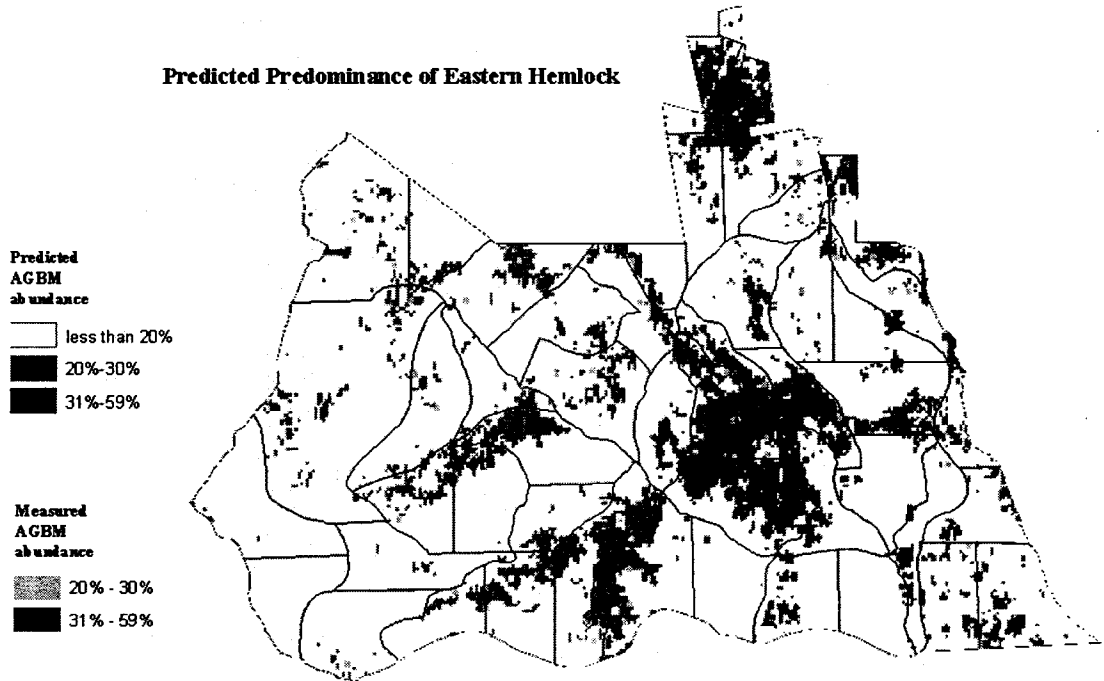 Predicted Predominance of Eastern Hemlock
Predicted
AGBM
abundance
less than 20%
20%-30%
31%-59%
Measured
AGBM
abundance
20% - 30%
31% - 59%